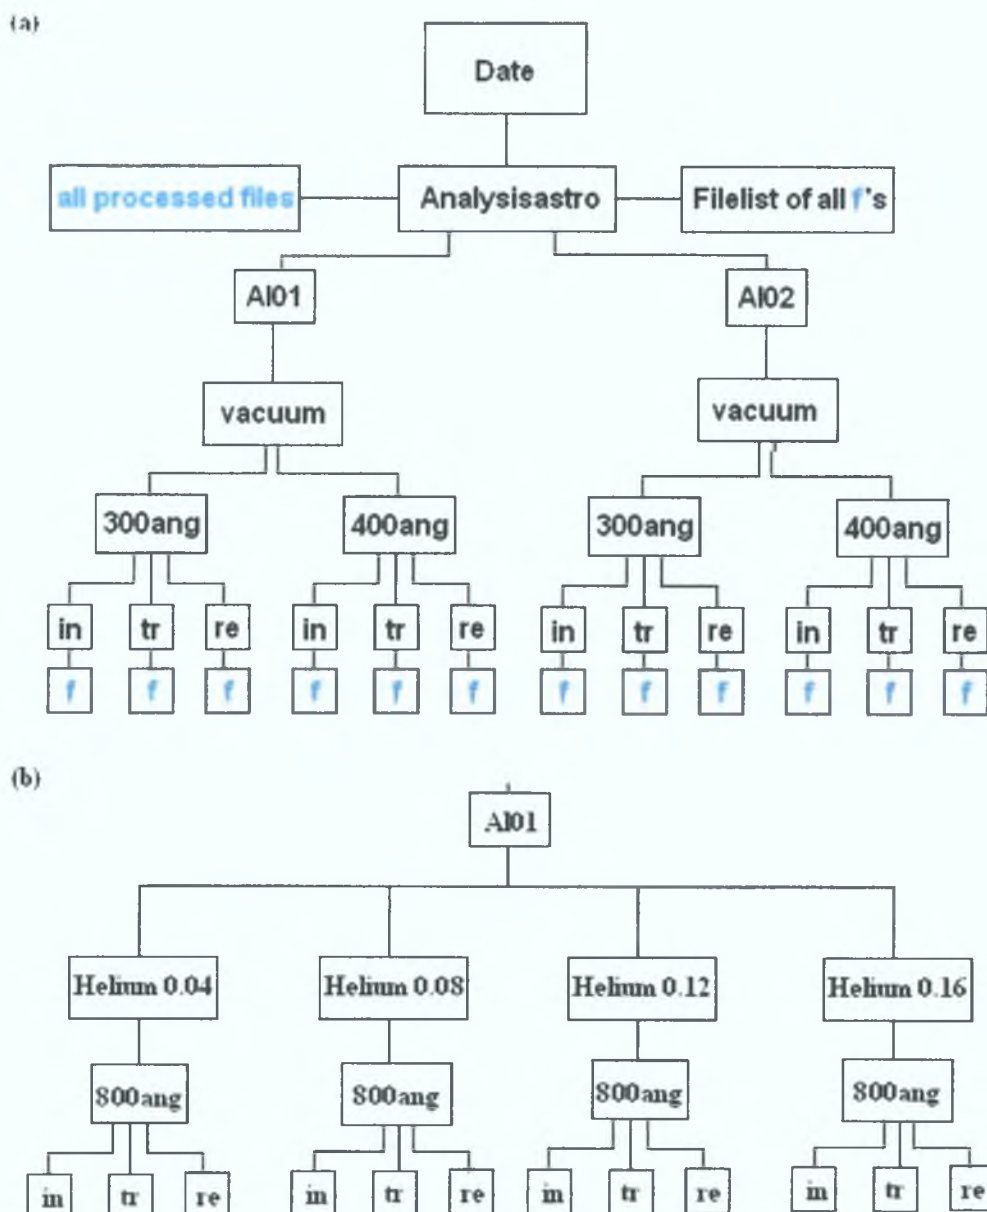 (a)
Date
all processed files Analysisastro Filelist of all f's
Al01 Al02
vacuum vacuum
300ang 400ang 300ang 400ang
in tr re in tr re in tr re in tr re
f f f f f f f f f f f f
(b)
Al01
Helium 0.04 Helium 0.08 Helium 0.12 Helium 0.16
800ang 800ang 800ang 800ang
in tr re in tr re in tr re in tr re